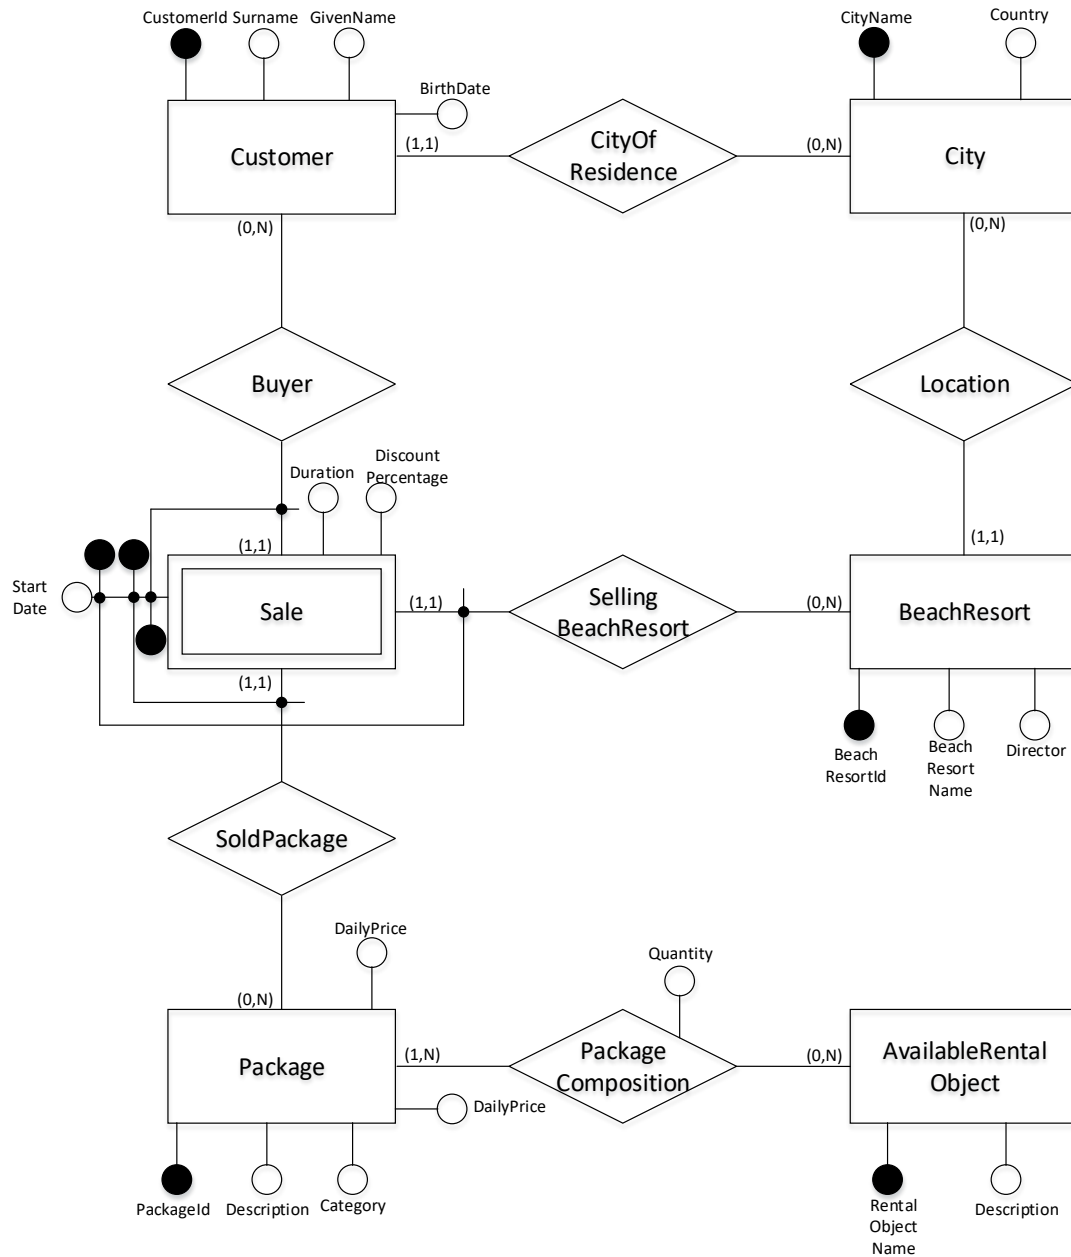 CustomerId Surname GivenName
CityName
Country
BirthDate
Customer
(1,1)
CityOf
Residence
(0,N)
City
(0,N)
(0,N)
Buyer
Location
Duration
Discount
Percentage
(1,1)
(1,1)
Start
Date
Sale
(1,1)
Selling
BeachResort
(0,N)
BeachResort
(1,1)
Beach
ResortId
Beach
Resort
Name
Director
SoldPackage
DailyPrice
Quantity
(0,N)
Package
(1,N)
Package
Composition
(0,N)
AvailableRental
Object
DailyPrice
PackageId
Description
Category
Rental
Object
Name
Description